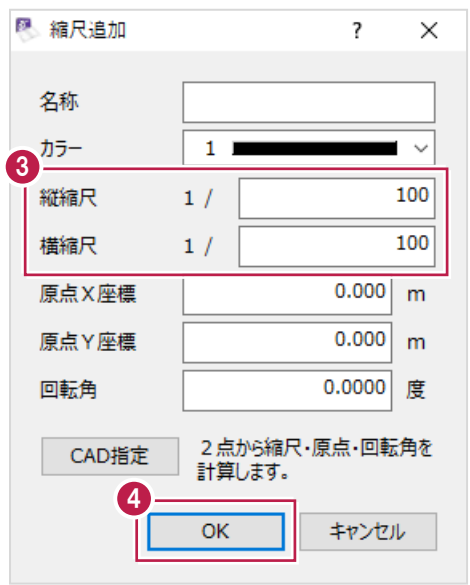 縮尺追加 ? ×
名称
カラー 1
3
縦縮尺 1 / 100
横縮尺 1 / 100
原点X座標 0.000 m
原点Y座標 0.000 m
回転角 0.0000 度
CAD指定 2点から縮尺・原点・回転角を
計算します。
4
OK キャンセル